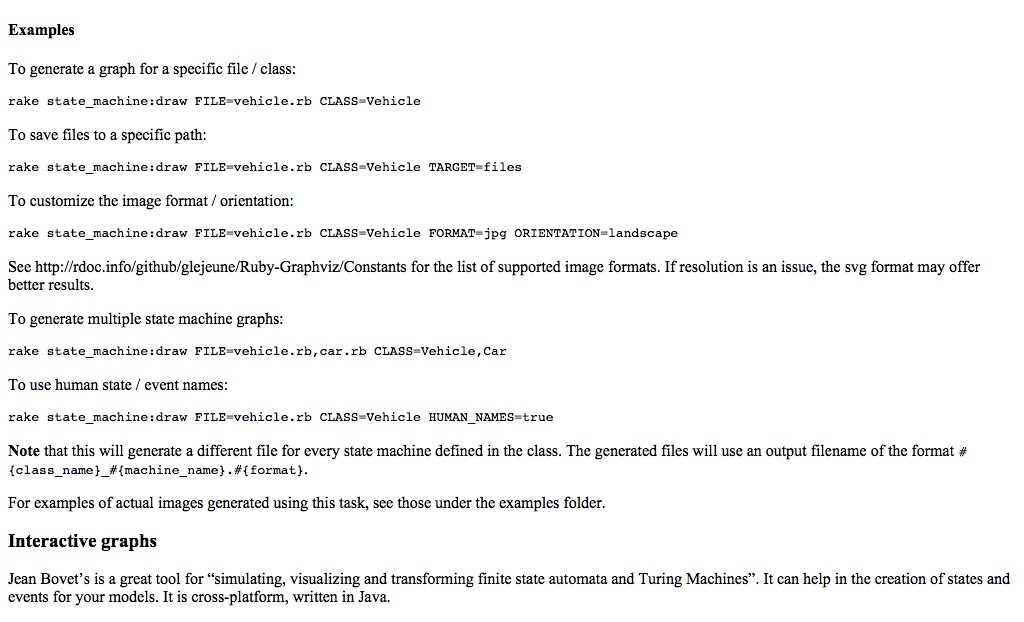 Examples
To generate a graph for a specific file / class:
rake state_machine:draw FILE=vehicle.rb CLASS=Vehicle
To save files to a specific path:
rake state_machine:draw FILE=vehicle.rb CLASS=Vehicle TARGET=files
To customize the image format / orientation:
rake state_machine:draw FILE=vehicle.rb CLASS=Vehicle FORMAT=jpg ORIENTATION=landscape
See http://rdoc.info/github/glejeune/Ruby-Graphviz/Constants for the list of supported image formats. If resolution is an issue, the svg format may offer
better results.
To generate multiple state machine graphs:
rake state_machine:draw FILE=vehicle.rb,car.rb CLASS=Vehicle,Car
To use human state / event names:
rake state_machine:draw FILE=vehicle.rb CLASS=Vehicle HUMAN_NAMES=true
Note that this will generate a different file for every state machine defined in the class. The generated files will use an output filename of the format #
{class_name}_#{machine_name}.#{format}.
For examples of actual images generated using this task, see those under the examples folder.
Interactive graphs
Jean Bovet’s is a great tool for “simulating, visualizing and transforming finite state automata and Turing Machines”. It can help in the creation of states and
events for your models. It is cross-platform, written in Java.